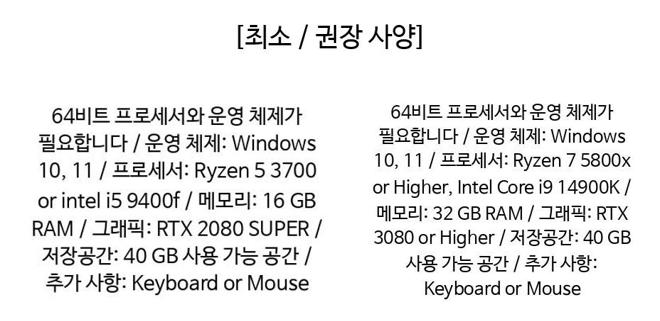 [최소 / 권장 사양]
64비트 프로세서와 운영 체제가
필요합니다 / 운영 체제: Windows
10, 11 / 프로세서: Ryzen 5 3700
or intel i5 9400f / 메모리: 16 GB
RAM / 그래픽: RTX 2080 SUPER /
저장공간: 40 GB 사용 가능 공간 /
추가 사항: Keyboard or Mouse
64비트 프로세서와 운영 체제가
필요합니다 / 운영 체제: Windows
10, 11 / 프로세서: Ryzen 7 5800x
or Higher, Intel Core i9 14900K /
메모리: 32 GB RAM / 그래픽: RTX
3080 or Higher / 저장공간: 40 GB
사용 가능 공간 / 추가 사항:
Keyboard or Mouse